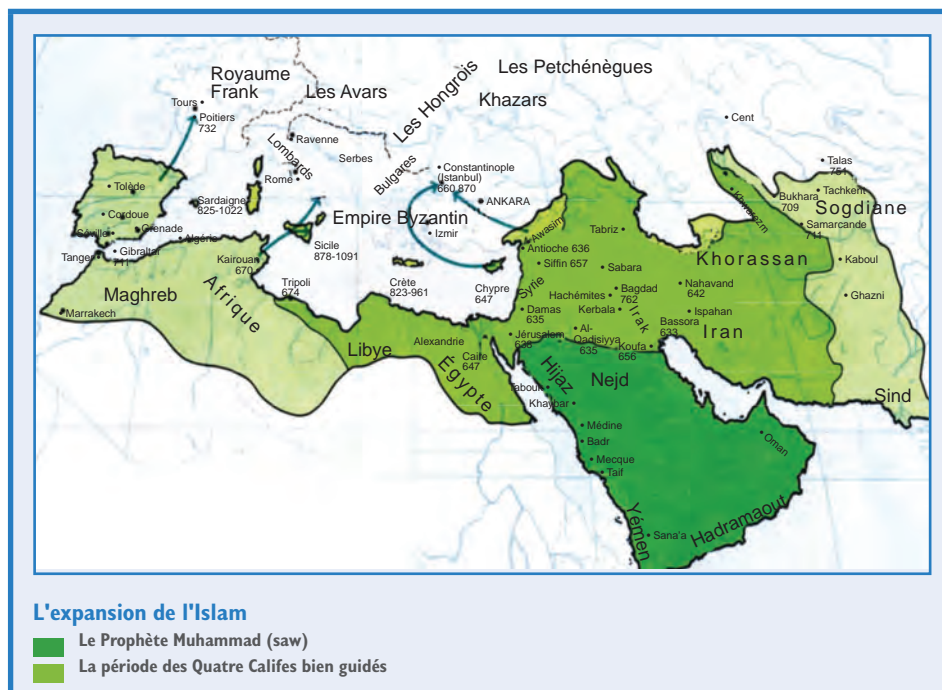 Royaume
Frank
Les Avars
Les Hongrois
Les Petchénègues
Khazars
Tours
Poitiers
732
Ravenne
Lombards
Serbes
Bulgares
Rome
Constantinople
(Istanbul)
660,870
ANKARA
Cent
Talas
751
Tachkent
Bukhara
709
Khwarezm
Sogdiane
Samarcande
711
Tolède
Cordoue
Séville
Grenade
Sardaigne
825-1022
Algérie
Tanger
Gibraltar
711
Empire Byzantin
Izmir
Sicile
878-1091
Kairouan
670
Awasim
Antioche 636
Siffin 657
Tabriz
Sabara
Khorassan
Kaboul
Ghazni
Maghreb
Marrakech
Afrique
Tripoli
674
Crète
823-961
Chypre
647
Syrie
Hachémites
Bagdad
762
Kerbala
Irak
Nahavand
642
Ispahan
Bassora
633
Iran
Damas
635
Jérusalem
638
Al-
Qadisiyya
635
Koufa
656
Libye
Alexandrie
Caire
647
Égypte
Hijaz
Nejd
Sind
Tabouk
Khaybar
Médine
Badr
Mecque
Taif
Oman
Yémen
Sana'a
Hadramaout
L'expansion de l'Islam
Le Prophète Muhammad (saw)
La période des Quatre Califes bien guidés